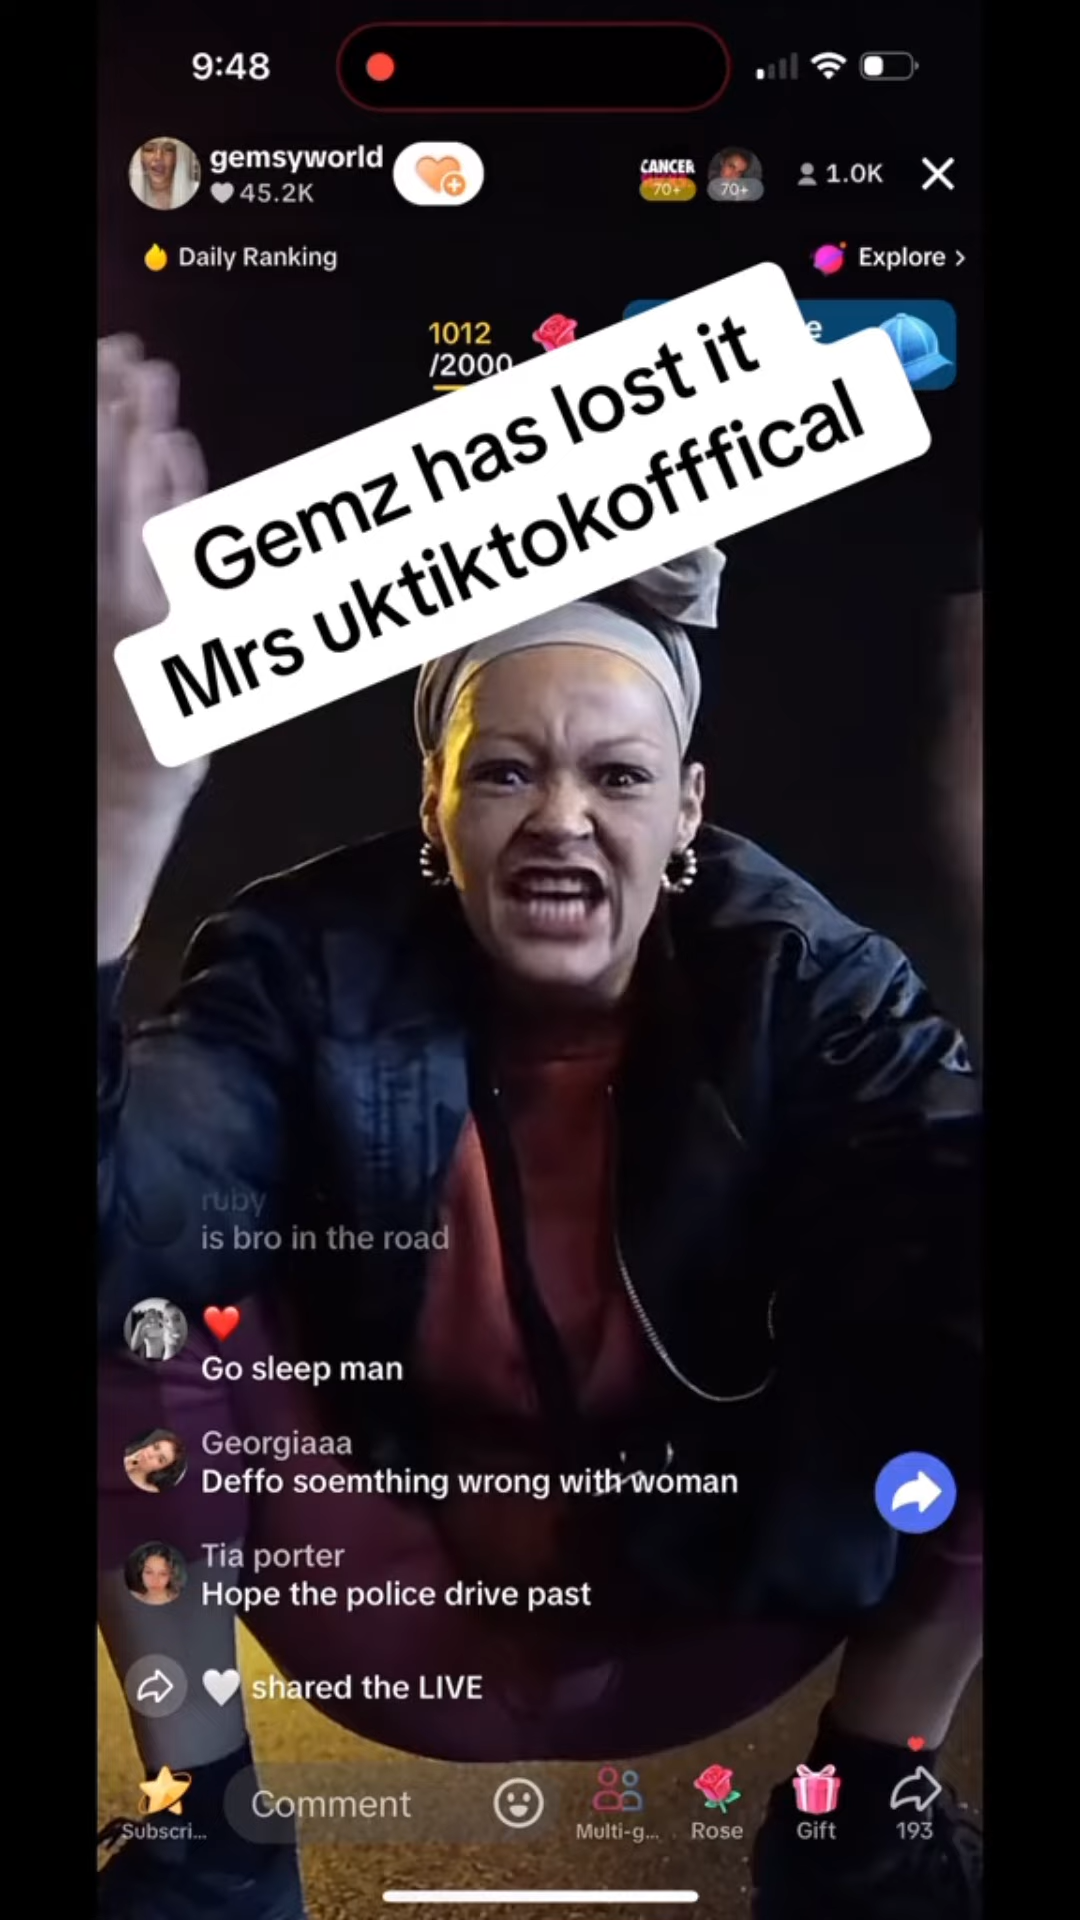 9:48
gemsyworld
45.2K
CANCER
70+
70+
1.0K
Daily Ranking
Explore
1012
/2000
e
Gemz has lost it
Mrs uktiktokofffical
ruby
is bro in the road
❤️
Go sleep man
Georgiaaa
Deffo soemthing wrong with woman
Tia porter
Hope the police drive past
🤍 shared the LIVE
Subscri...
Comment
Multi-g...
Rose
Gift
193